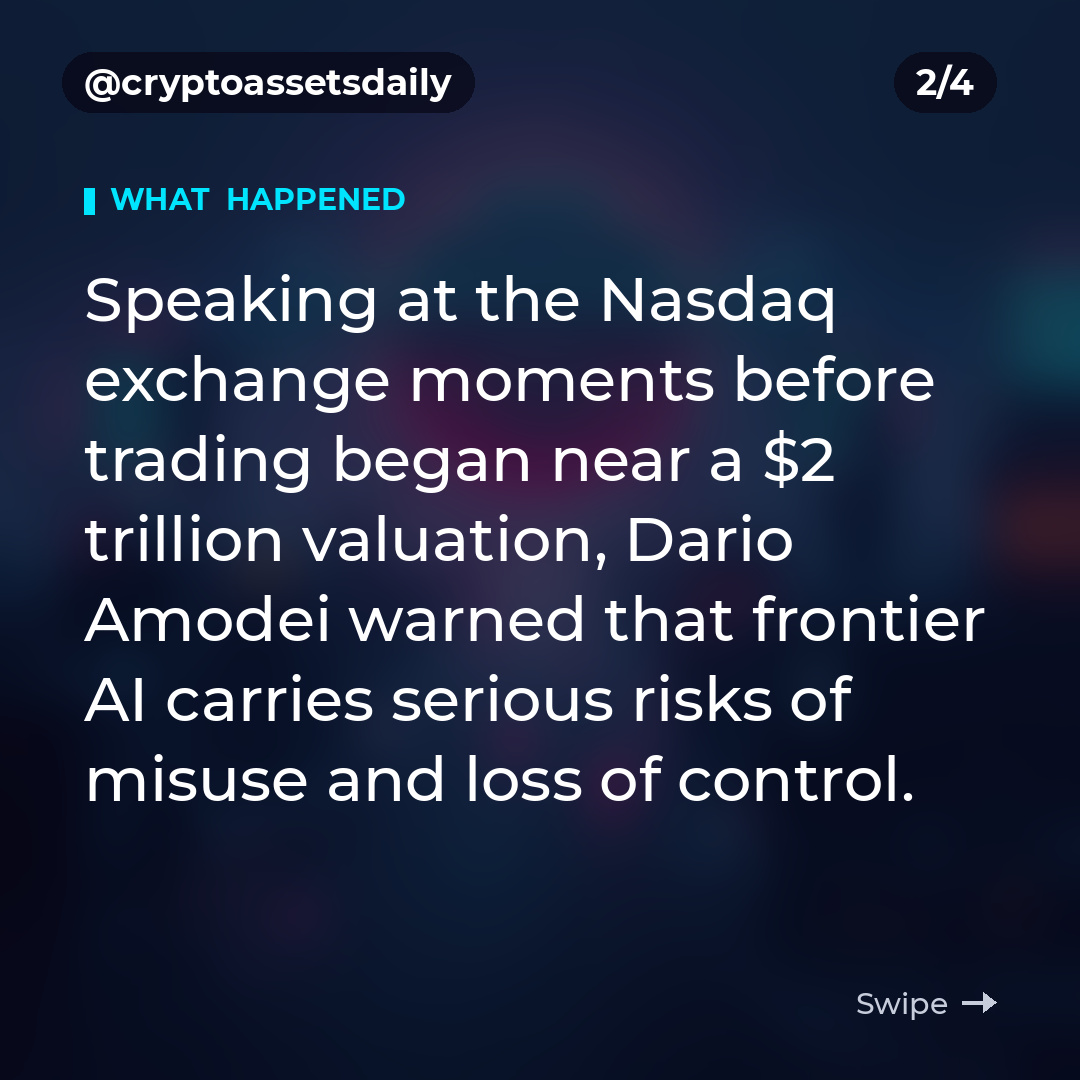 @cryptoassetsdaily
2/4
WHAT HAPPENED
Speaking at the Nasdaq
exchange moments before
trading began near a $2
trillion valuation, Dario
Amodei warned that frontier
AI carries serious risks of
misuse and loss of control.
Swipe